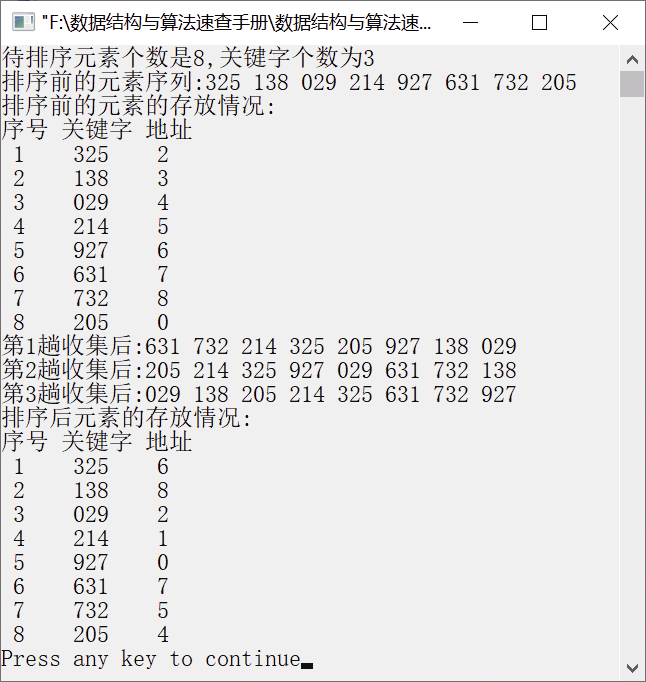 "F:\数据结构与算法速查手册\数据结构与算法速...
待排序元素个数是8,关键字个数为3
排序前的元素序列:325 138 029 214 927 631 732 205
排序前的元素的存放情况:
序号 关键字 地址
1 325 2
2 138 3
3 029 4
4 214 5
5 927 6
6 631 7
7 732 8
8 205 0
第1趟收集后:631 732 214 325 205 927 138 029
第2趟收集后:205 214 325 927 029 631 732 138
第3趟收集后:029 138 205 214 325 631 732 927
排序后元素的存放情况:
序号 关键字 地址
1 325 6
2 138 8
3 029 2
4 214 1
5 927 0
6 631 7
7 732 5
8 205 4
Press any key to continue